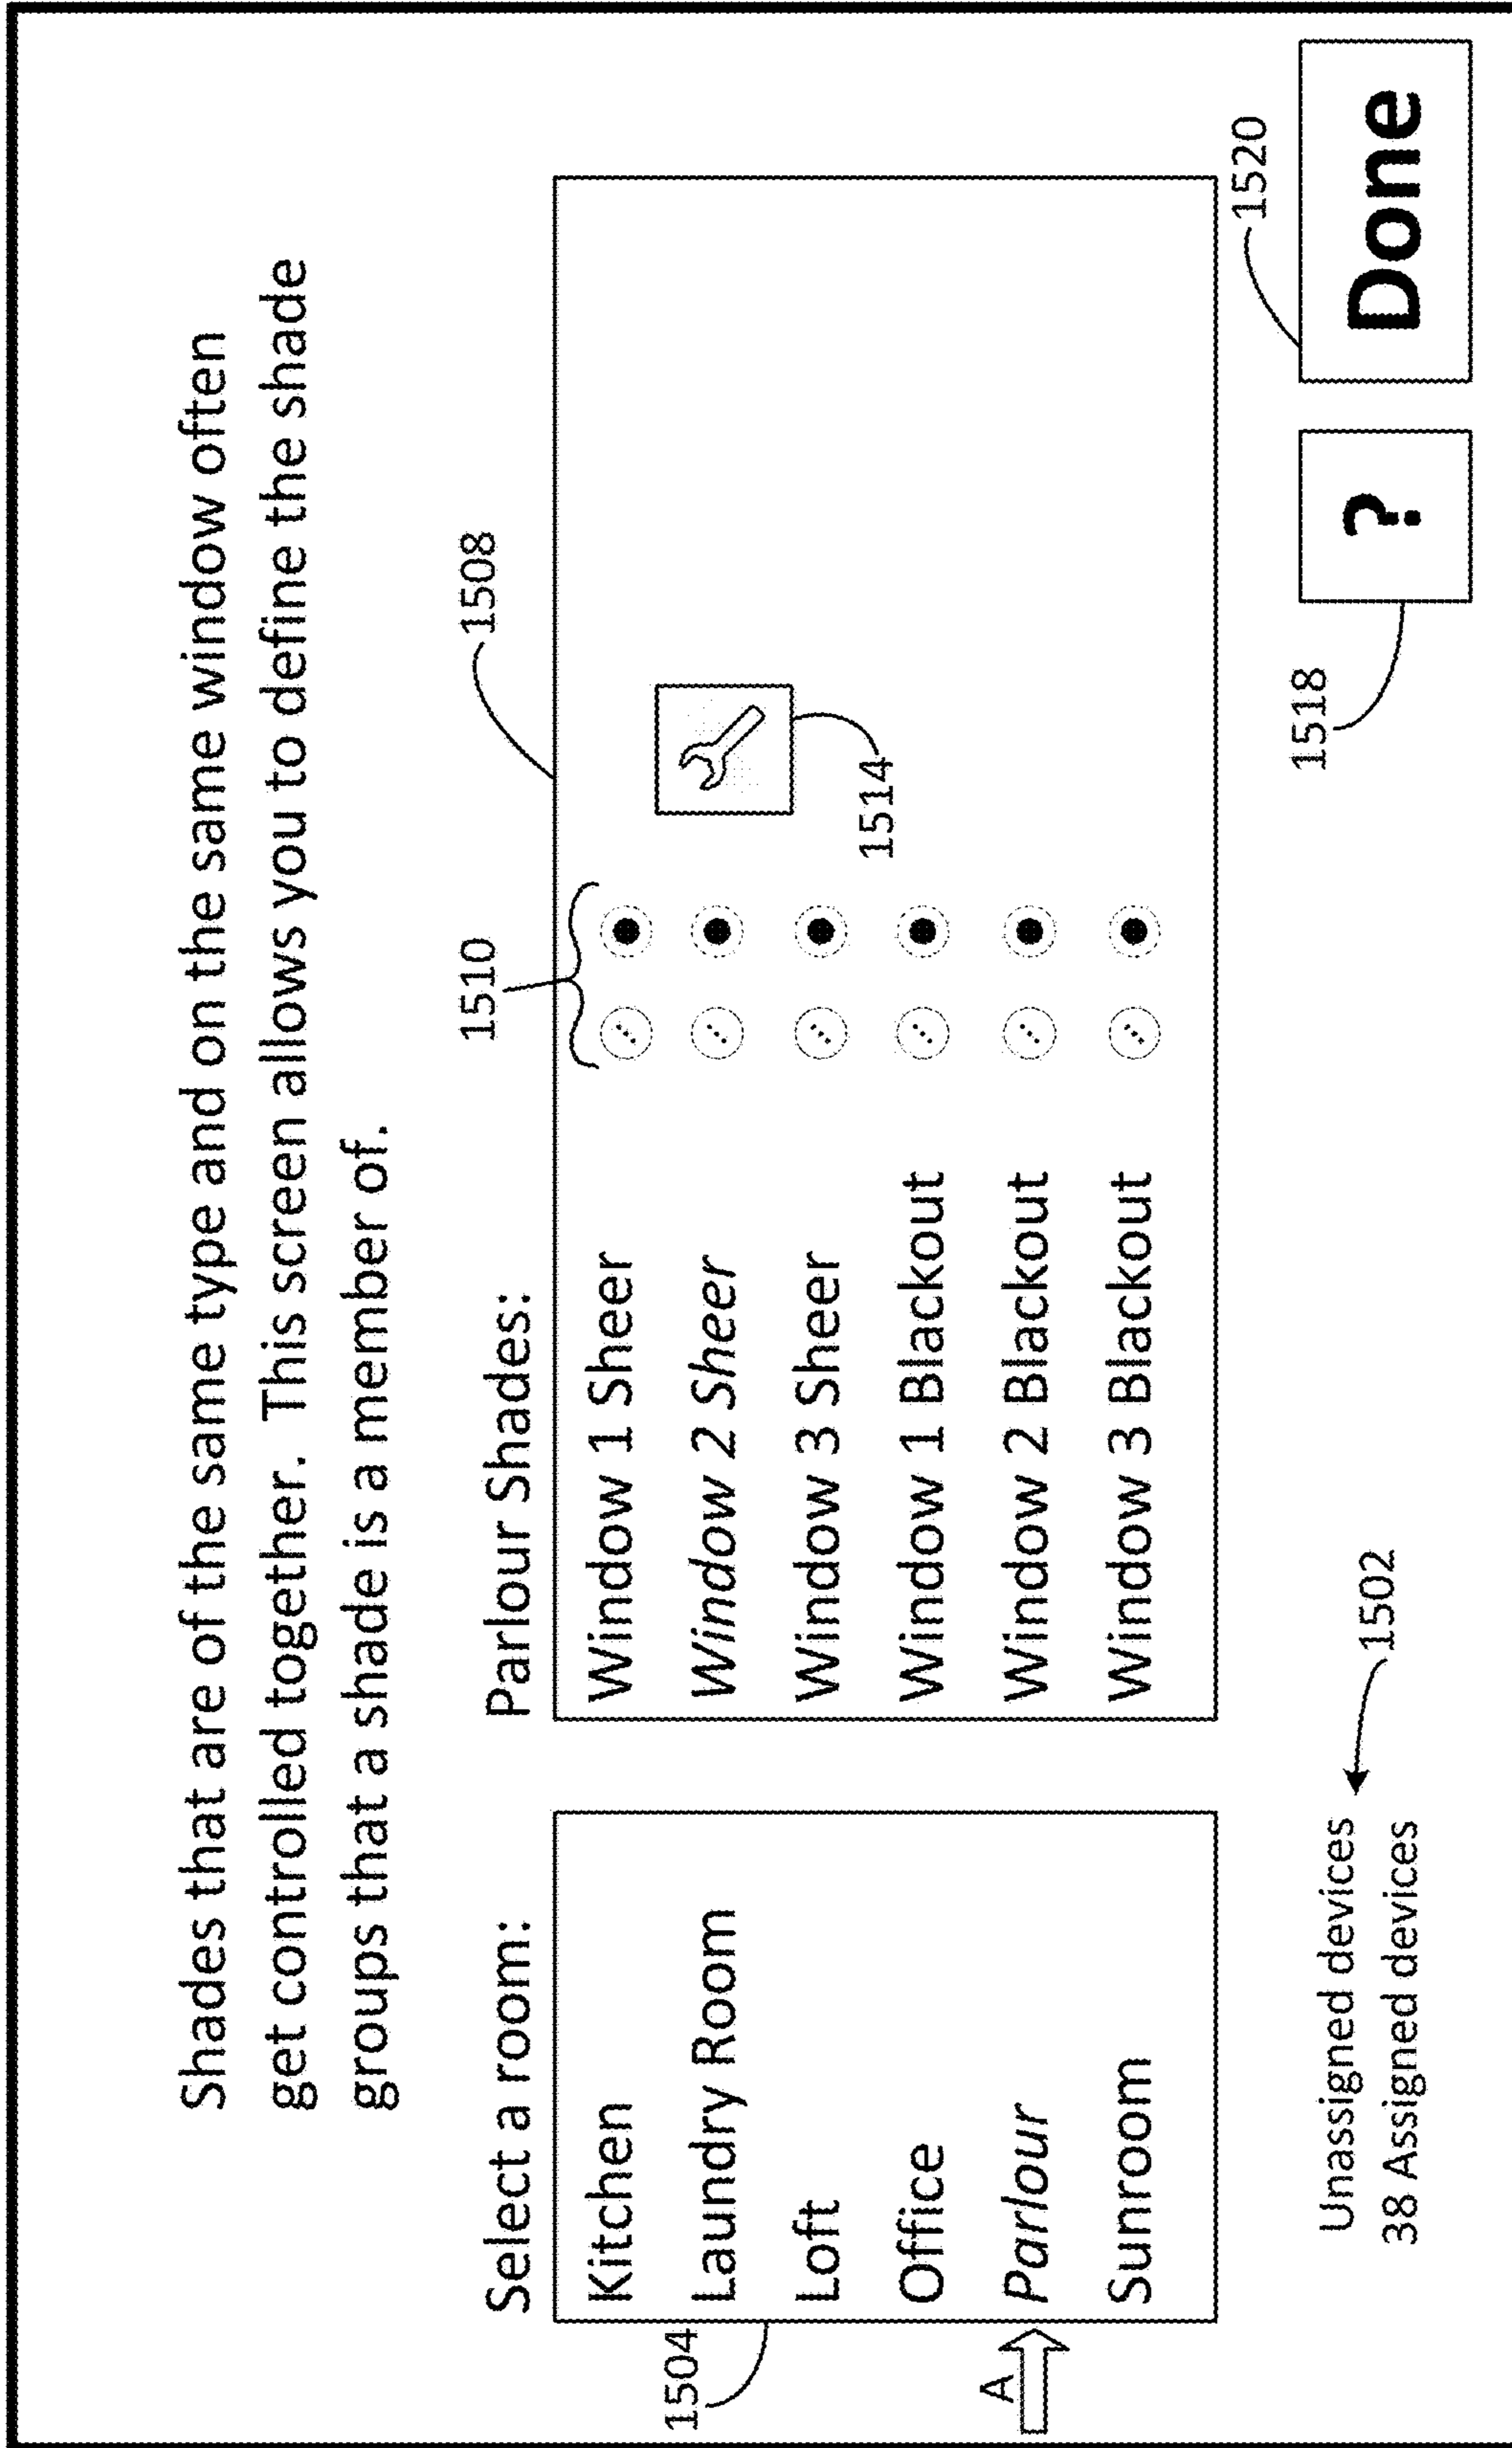 Shades that are of the same type and on the same window often
get controlled together.  This screen allows you to define the shade
groups that a shade is a member of.
Select a room:
1504
Kitchen
Laundry Room
Loft
Office
A
Parlour
Sunroom
Parlour Shades:
1510
1508
Window 1 Sheer
Window 2 Sheer
Window 3 Sheer
Window 1 Blackout
Window 2 Blackout
Window 3 Blackout
1514
Unassigned devices
38 Assigned devices
1502
1518
?
1520
Done